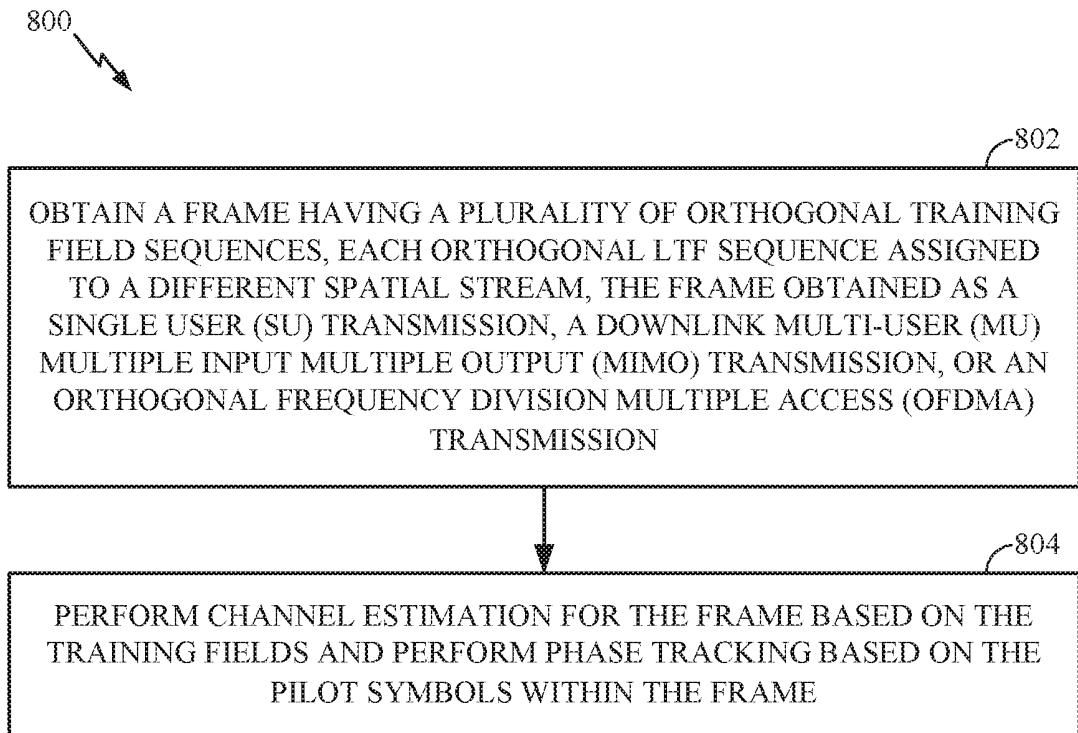 800
802
OBTAIN A FRAME HAVING A PLURALITY OF ORTHOGONAL TRAINING
FIELD SEQUENCES, EACH ORTHOGONAL LTF SEQUENCE ASSIGNED
TO A DIFFERENT SPATIAL STREAM, THE FRAME OBTAINED AS A
SINGLE USER (SU) TRANSMISSION, A DOWNLINK MULTI-USER (MU)
MULTIPLE INPUT MULTIPLE OUTPUT (MIMO) TRANSMISSION, OR AN
ORTHOGONAL FREQUENCY DIVISION MULTIPLE ACCESS (OFDMA)
TRANSMISSION
804
PERFORM CHANNEL ESTIMATION FOR THE FRAME BASED ON THE
TRAINING FIELDS AND PERFORM PHASE TRACKING BASED ON THE
PILOT SYMBOLS WITHIN THE FRAME